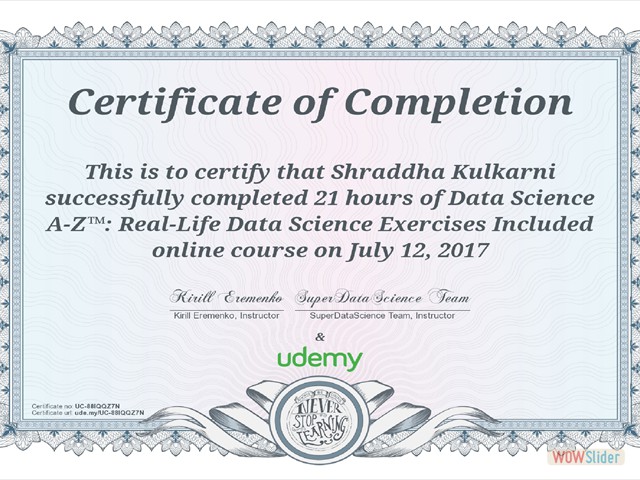 Certificate of Completion
This is to certify that Shraddha Kulkarni
successfully completed 21 hours of Data Science
A-Z™: Real-Life Data Science Exercises Included
online course on July 12, 2017
Kirill Eremenko SuperDataScience Team
Kirill Eremenko, Instructor SuperDataScience Team, Instructor
&
udemy
Certificate no: UC-88IQQZ7N
Certificate url: ude.my/UC-88IQQZ7N
NEVER
STOP
LEARNING
WOWSlider